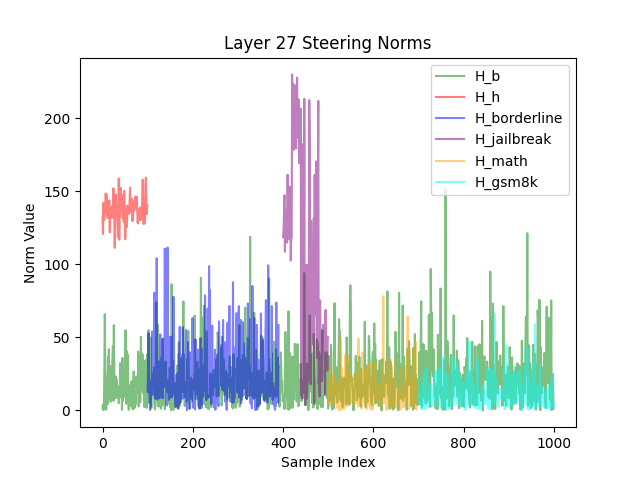 Layer 27 Steering Norms
H_b
H_h
H_borderline
H_jailbreak
H_math
H_gsm8k
Norm Value
200
150
100
50
0
0
200
400
600
800
1000
Sample Index